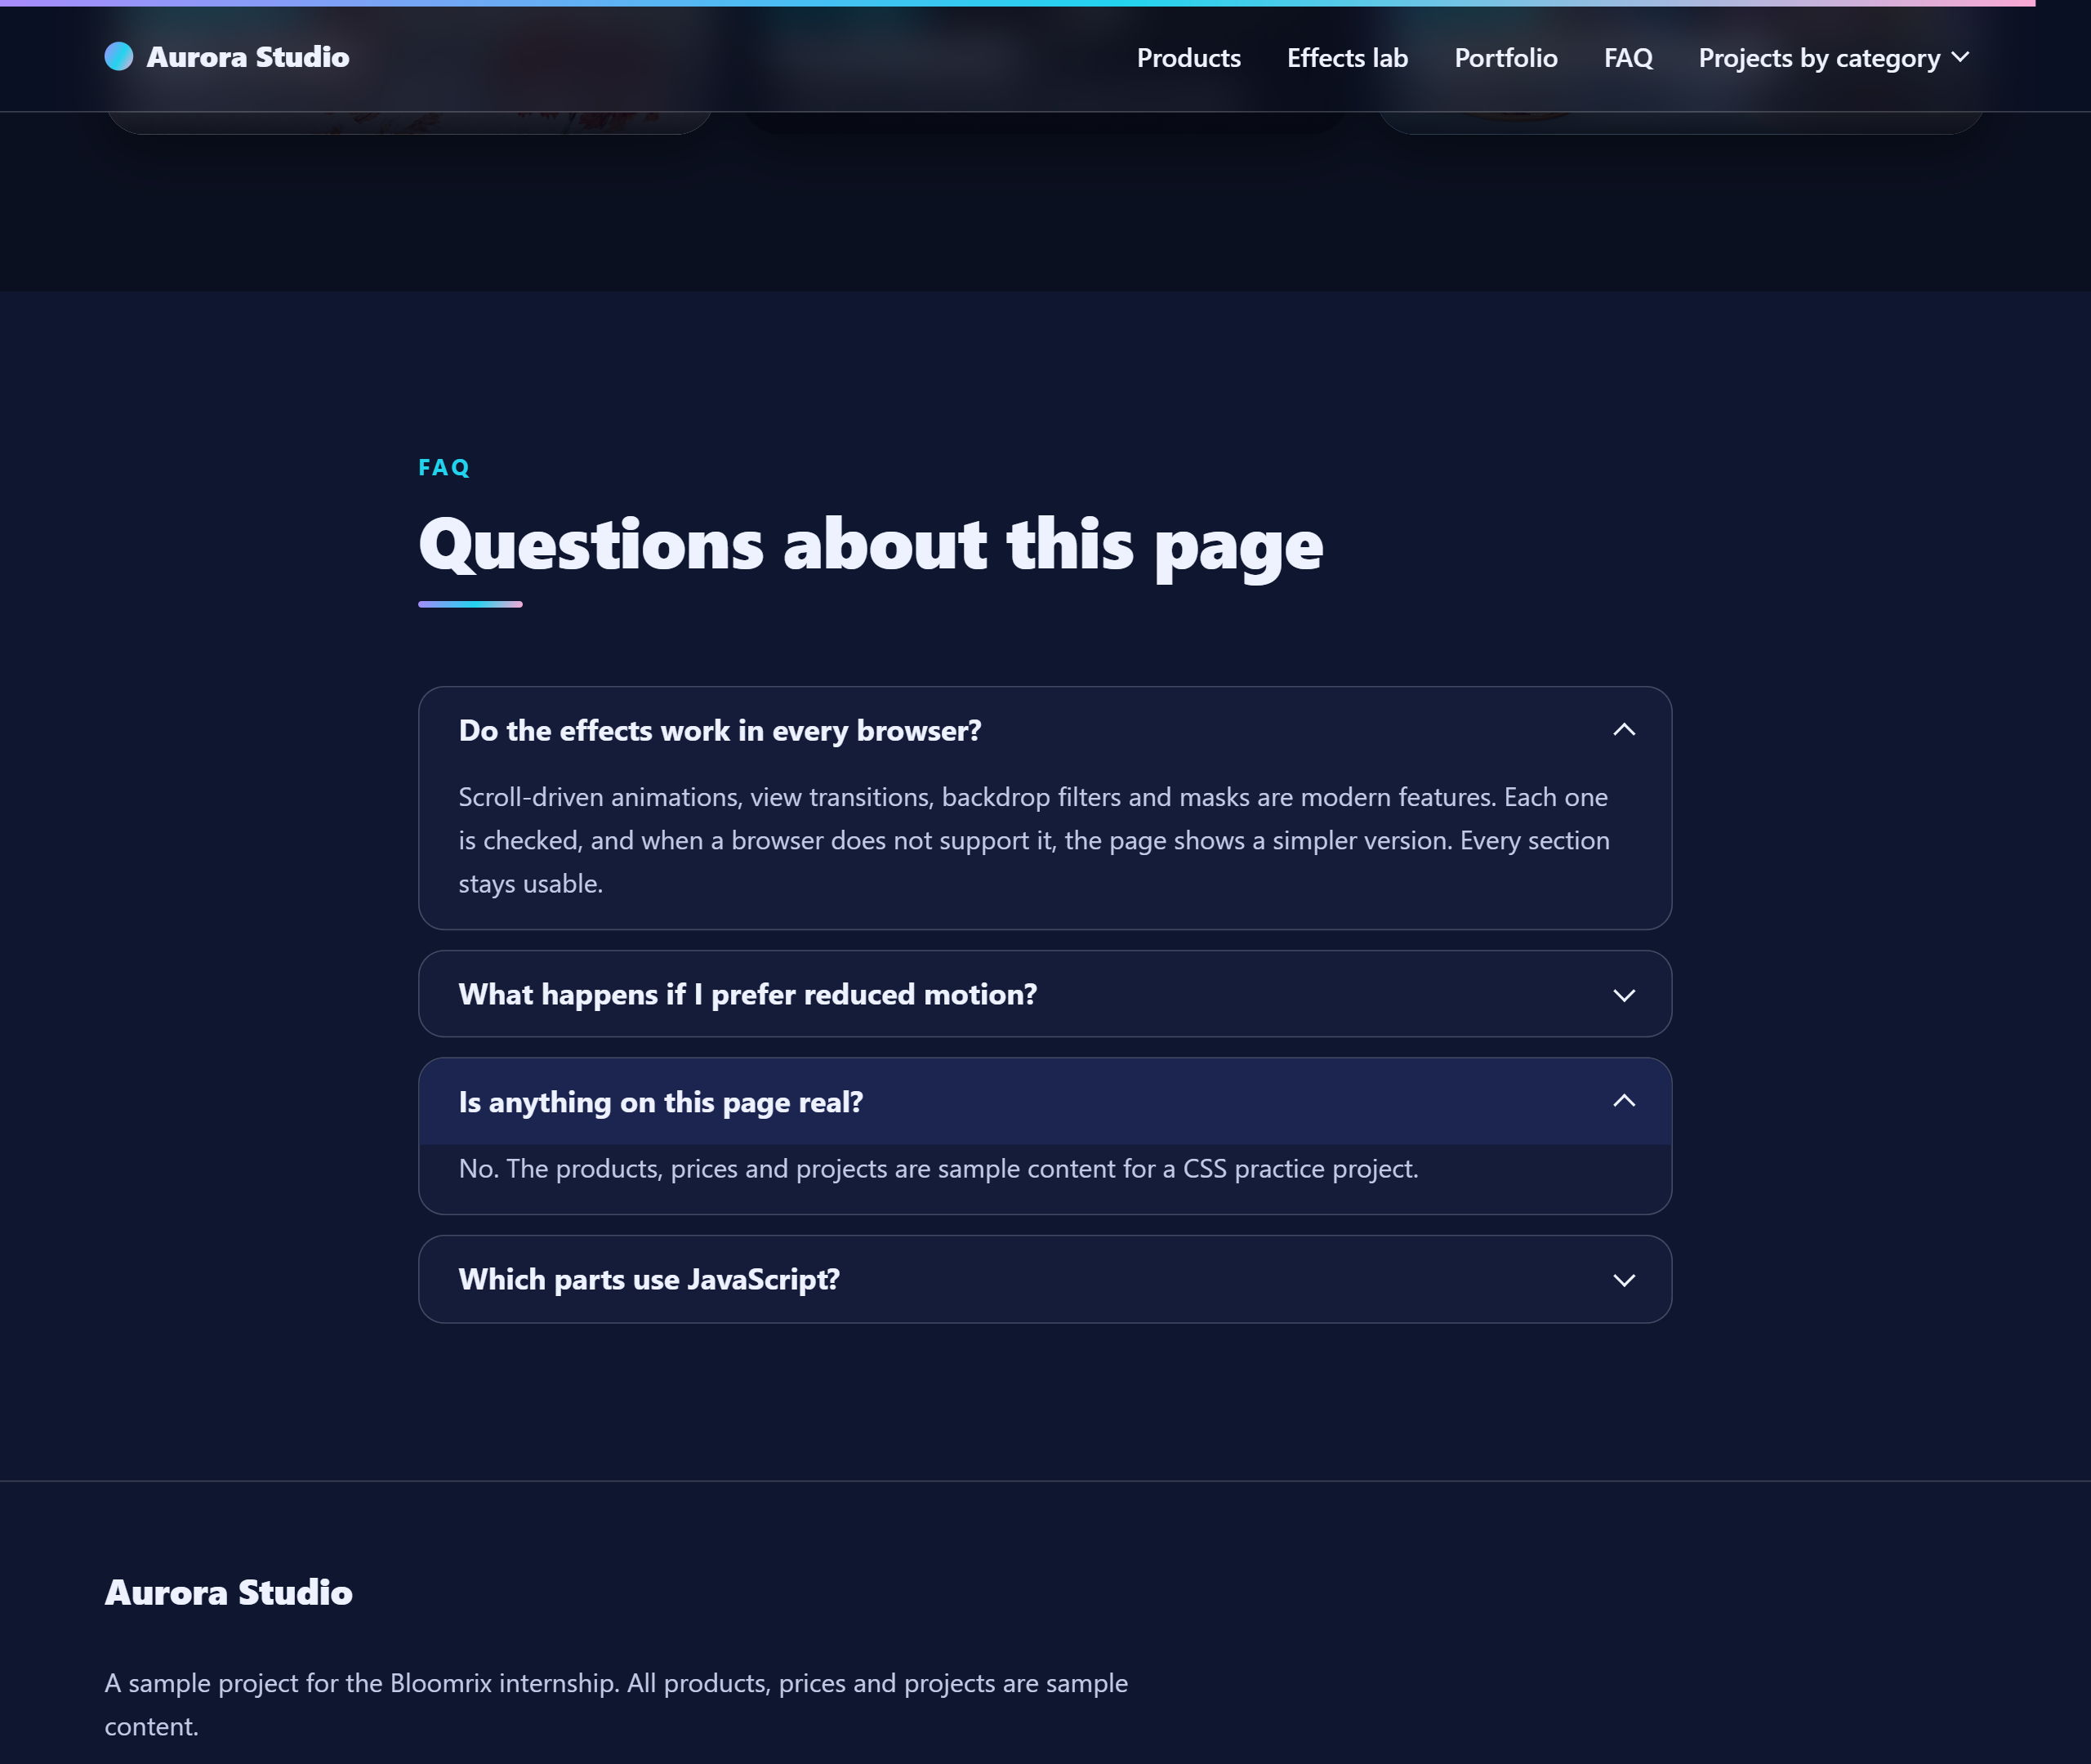 Aurora Studio
Products
Effects lab
Portfolio
FAQ
Projects by category
FAQ
Questions about this page
Do the effects work in every browser?
Scroll-driven animations, view transitions, backdrop filters and masks are modern features. Each one
is checked, and when a browser does not support it, the page shows a simpler version. Every section
stays usable.
What happens if I prefer reduced motion?
Is anything on this page real?
No. The products, prices and projects are sample content for a CSS practice project.
Which parts use JavaScript?
Aurora Studio
A sample project for the Bloomrix internship. All products, prices and projects are sample
content.